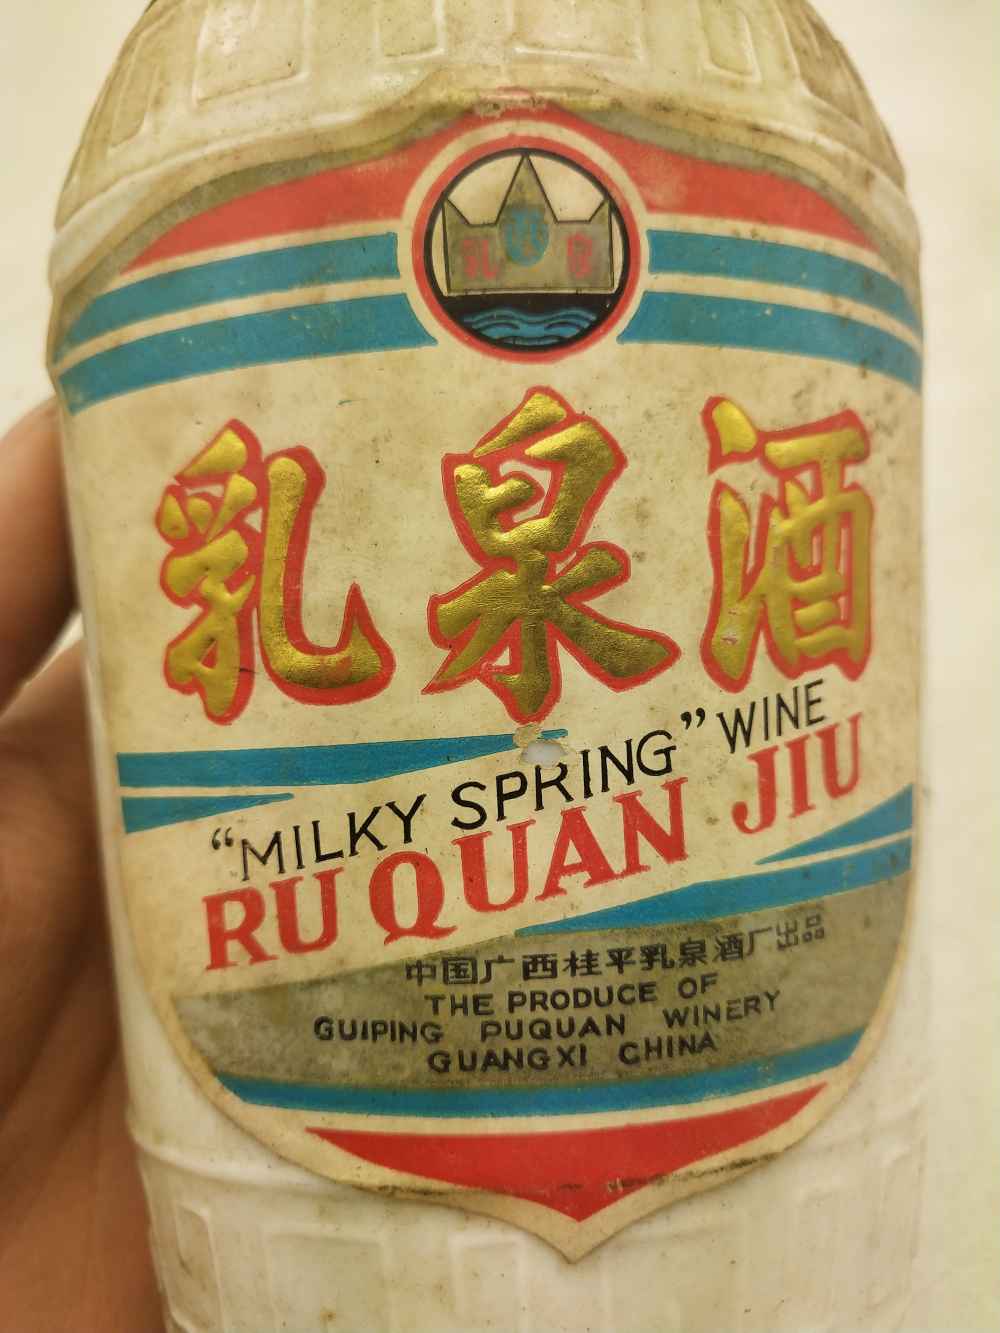 乳泉
乳泉酒
“MILKY SPRING” WINE
RU QUAN JIU
中国广西桂平乳泉酒厂出品
THE PRODUCE OF
GUIPING PUQUAN WINERY
GUANGXI CHINA